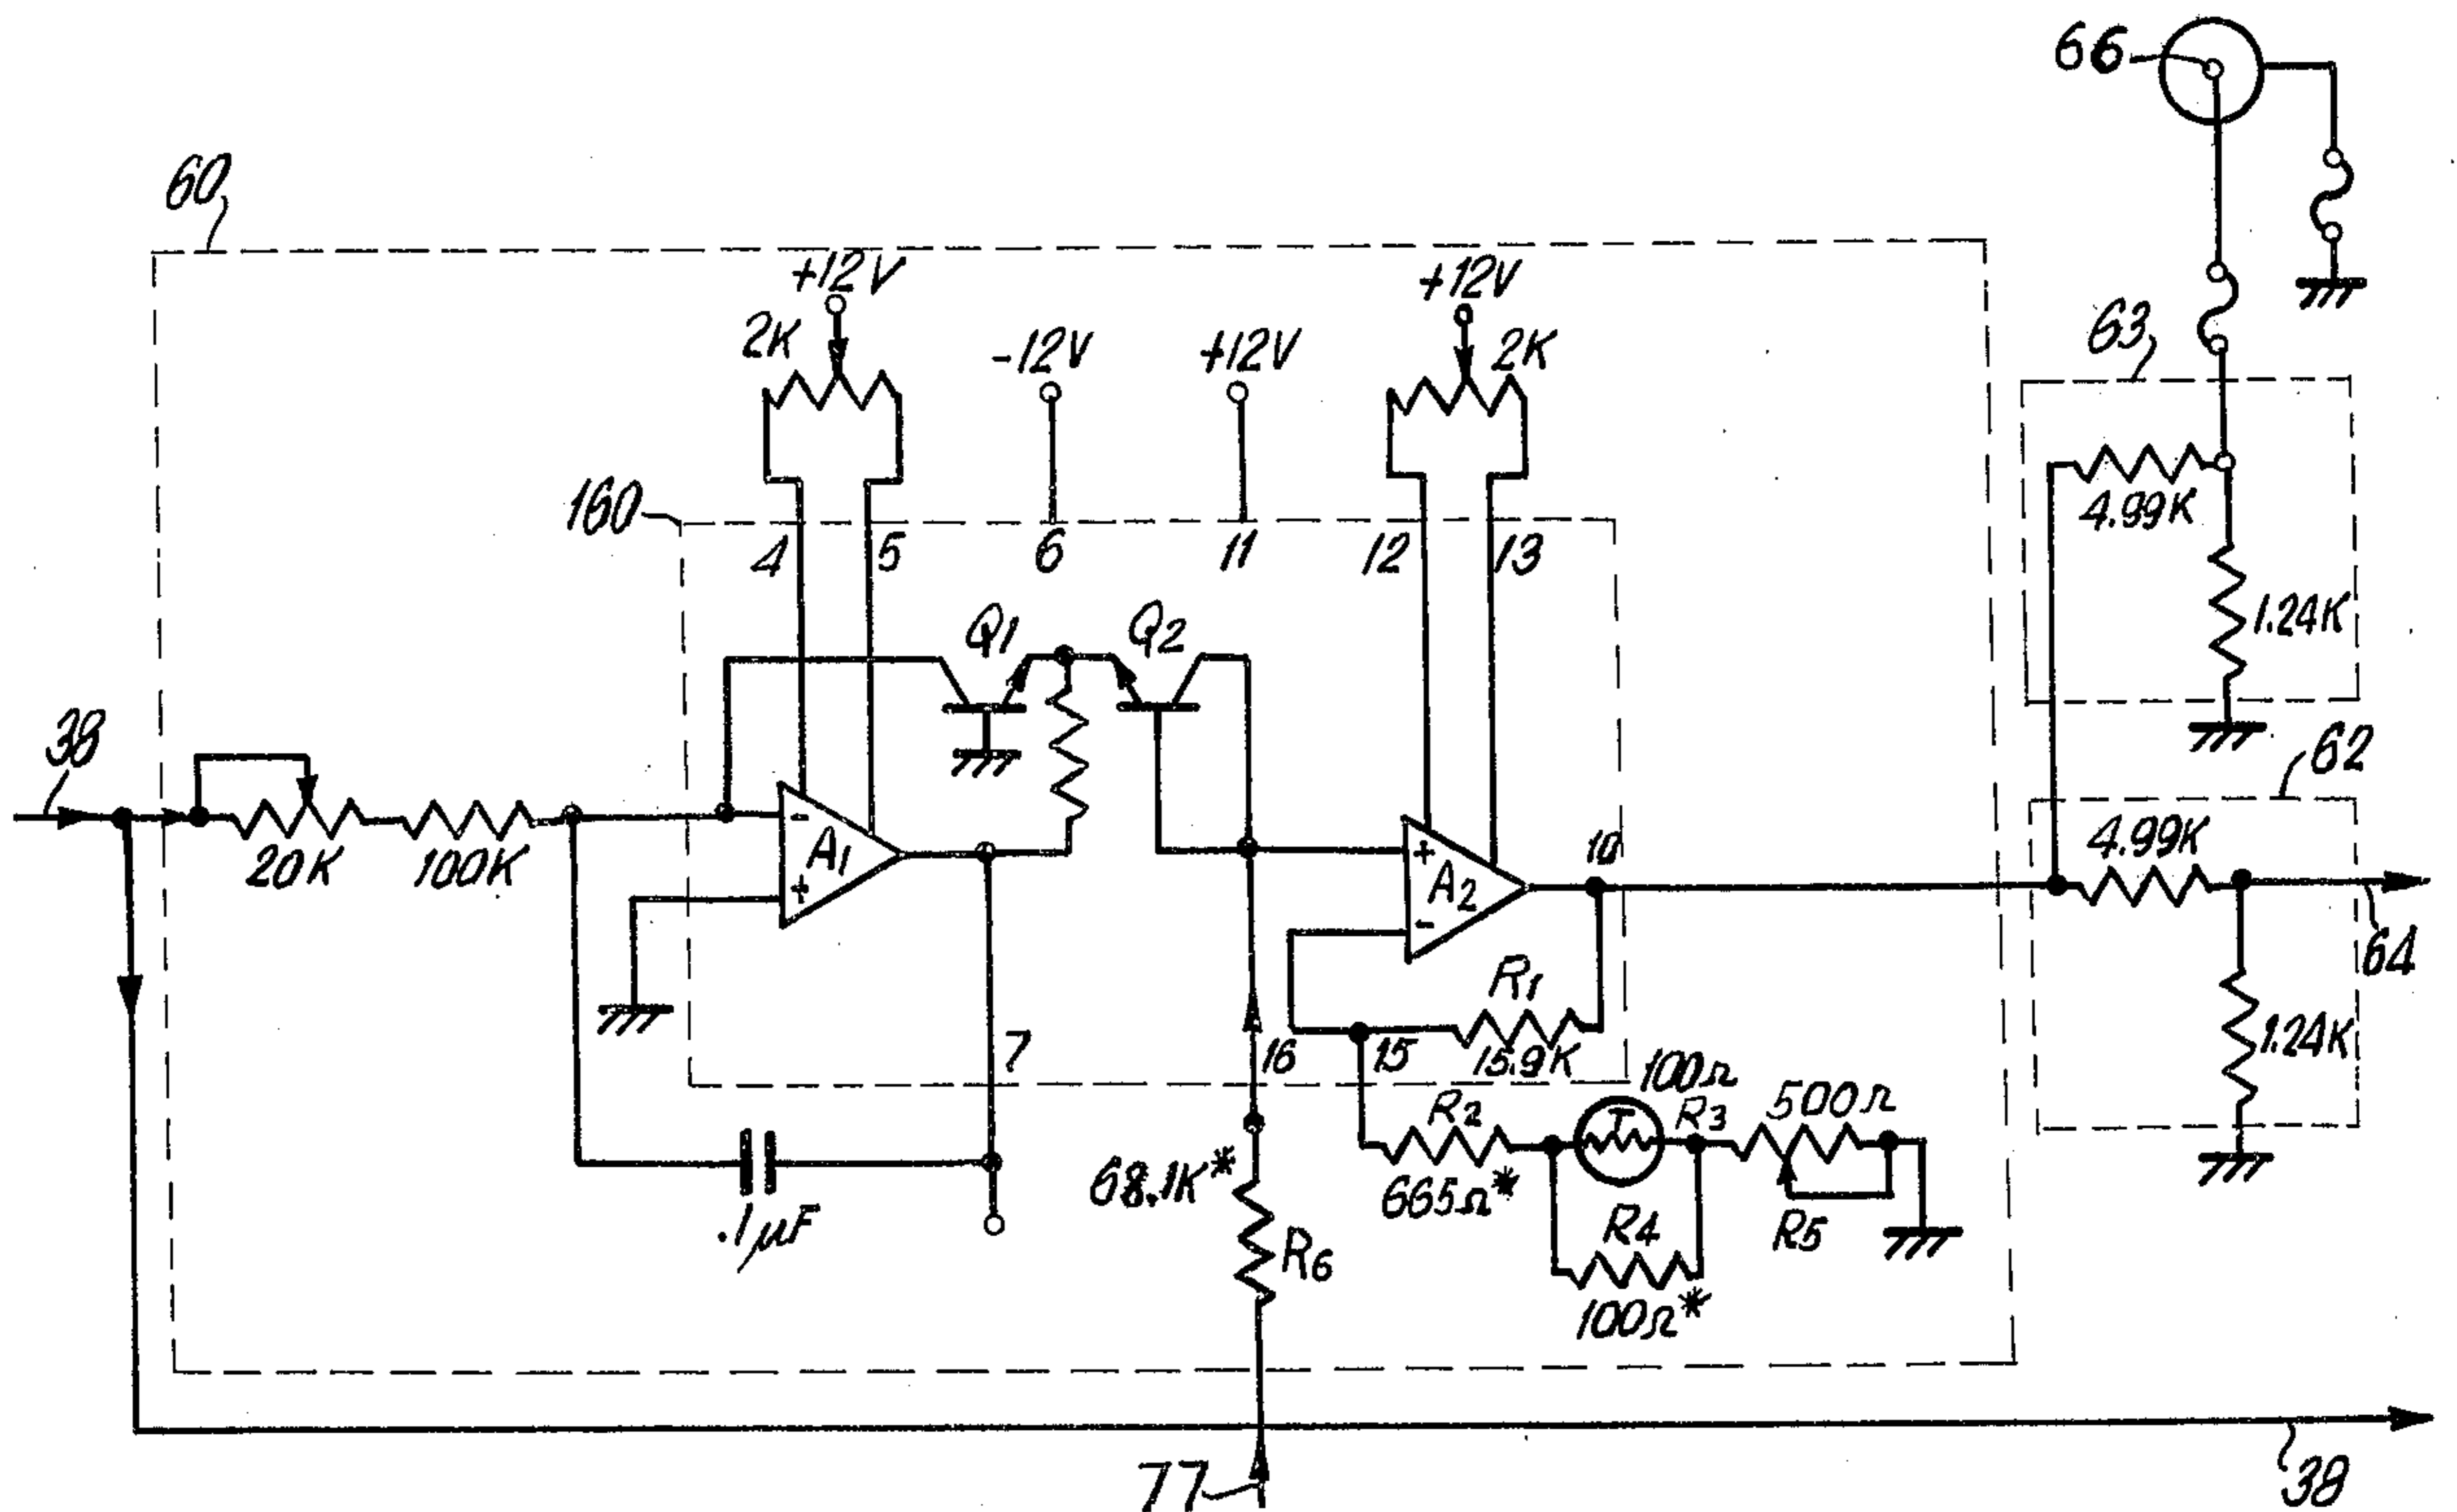 66
60
+12V
+12V
2K
-12V
+12V
2K
63
160
4
5
6
11
12
13
4.99K
Q1
Q2
1.24K
38
62
-
A1
+
+
A2
-
10
4.99K
20K
100K
64
R1
7
16
15
15.9K
1.24K
100Ω
R2
R3
500Ω
68.1K*
665Ω*
.1µF
R6
R4
R5
100Ω*
T
77
38